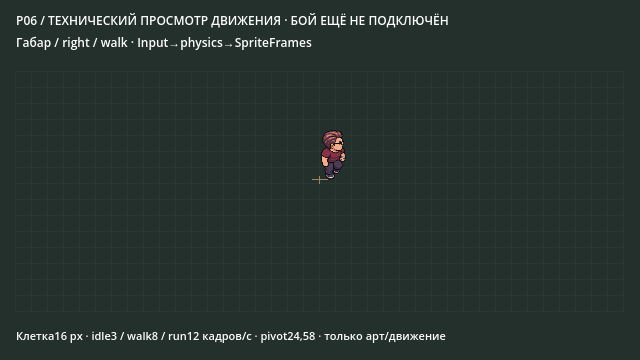 P06 / ТЕХНИЧЕСКИЙ ПРОСМОТР ДВИЖЕНИЯ · БОЙ ЕЩЁ НЕ ПОДКЛЮЧЁН
Габар / right / walk · Input→physics→SpriteFrames
Клетка16 px · idle3 / walk8 / run12 кадров/с · pivot24,58 · только арт/движение